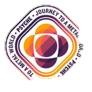 TO A METAL WORLD • PSYCHE • JOURNEY TO A METAL
PSYCHE •